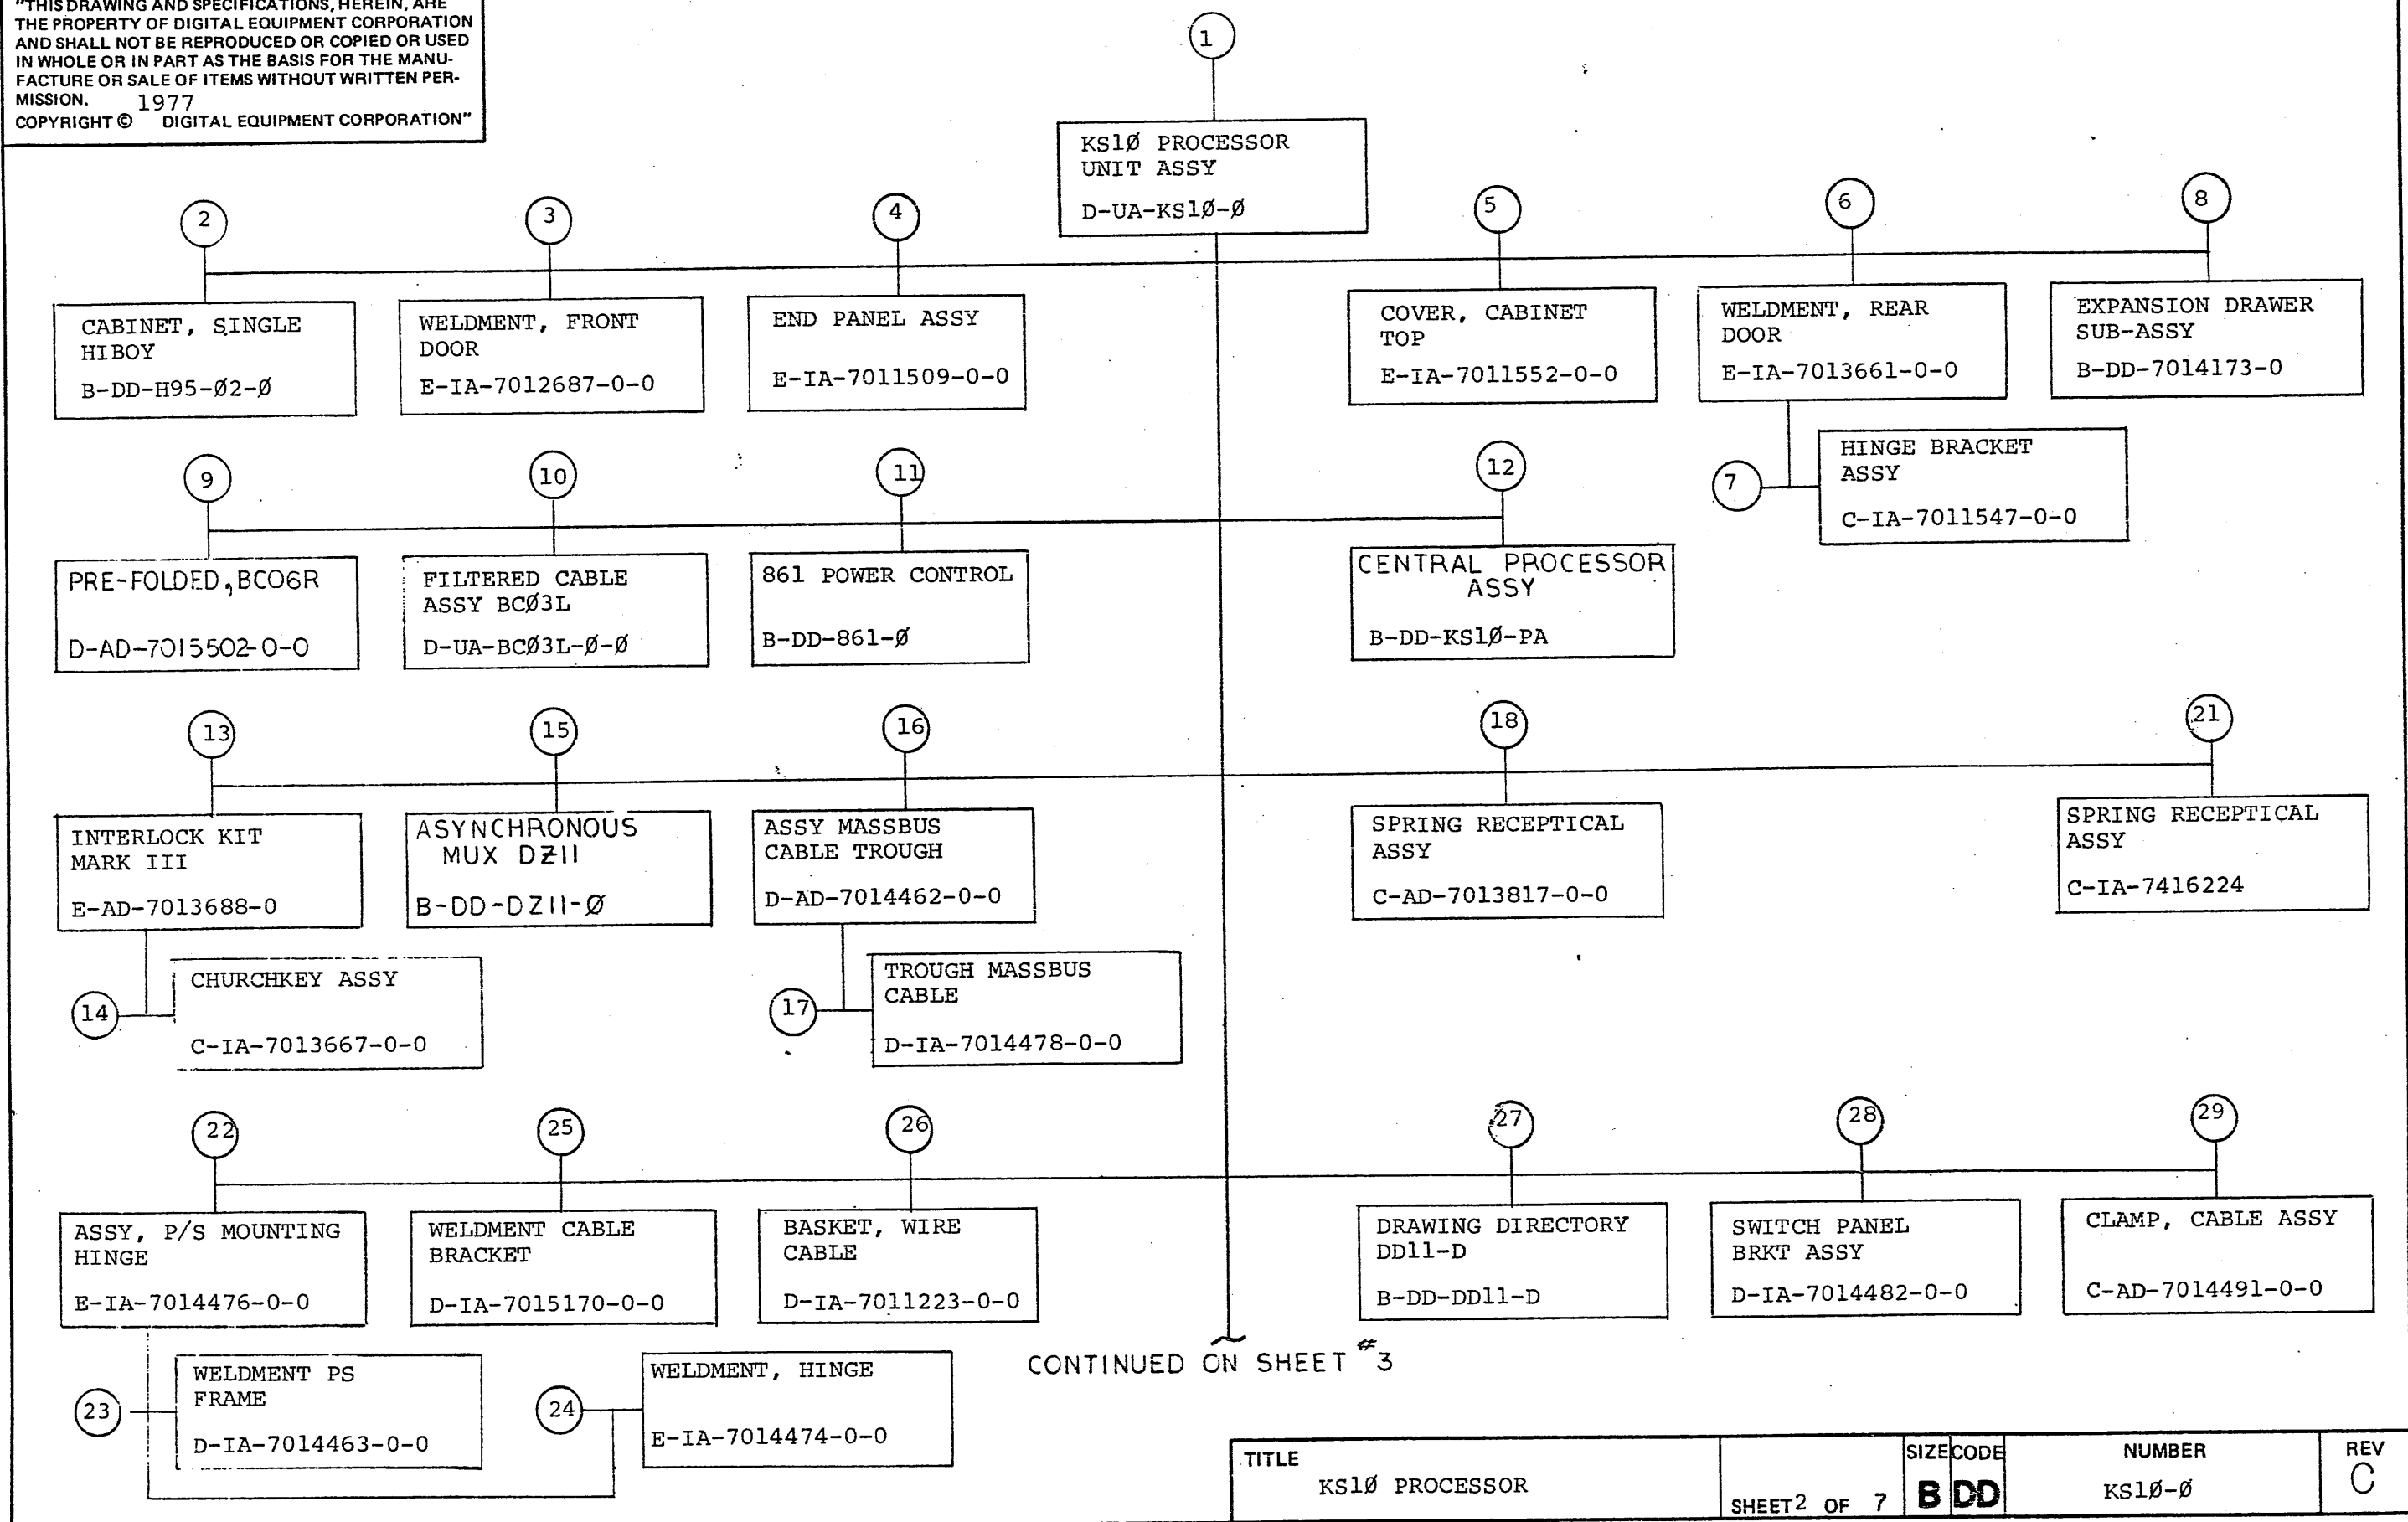 "THIS DRAWING AND SPECIFICATIONS, HEREIN, ARE
THE PROPERTY OF DIGITAL EQUIPMENT CORPORATION
AND SHALL NOT BE REPRODUCED OR COPIED OR USED
IN WHOLE OR IN PART AS THE BASIS FOR THE MANU-
FACTURE OR SALE OF ITEMS WITHOUT WRITTEN PER-
MISSION. 1977
COPYRIGHT © DIGITAL EQUIPMENT CORPORATION"
1
KS1Ø PROCESSOR
UNIT ASSY
D-UA-KS1Ø-Ø
2
CABINET, SINGLE
HIBOY
B-DD-H95-Ø2-Ø
3
WELDMENT, FRONT
DOOR
E-IA-7012687-0-0
4
END PANEL ASSY
E-IA-7011509-0-0
5
COVER, CABINET
TOP
E-IA-7011552-0-0
6
WELDMENT, REAR
DOOR
E-IA-7013661-0-0
8
EXPANSION DRAWER
SUB-ASSY
B-DD-7014173-0
7
HINGE BRACKET
ASSY
C-IA-7011547-0-0
9
PRE-FOLDED, BC06R
D-AD-7015502-0-0
10
FILTERED CABLE
ASSY BCØ3L
D-UA-BCØ3L-Ø-Ø
11
861 POWER CONTROL
B-DD-861-Ø
12
CENTRAL PROCESSOR
ASSY
B-DD-KS1Ø-PA
13
INTERLOCK KIT
MARK III
E-AD-7013688-0
14
CHURCHKEY ASSY
C-IA-7013667-0-0
15
ASYNCHRONOUS
MUX DZ11
B-DD-DZ11-Ø
16
ASSY MASSBUS
CABLE TROUGH
D-AD-7014462-0-0
17
TROUGH MASSBUS
CABLE
D-IA-7014478-0-0
18
SPRING RECEPTICAL
ASSY
C-AD-7013817-0-0
21
SPRING RECEPTICAL
ASSY
C-IA-7416224
22
ASSY, P/S MOUNTING
HINGE
E-IA-7014476-0-0
25
WELDMENT CABLE
BRACKET
D-IA-7015170-0-0
26
BASKET, WIRE
CABLE
D-IA-7011223-0-0
27
DRAWING DIRECTORY
DD11-D
B-DD-DD11-D
28
SWITCH PANEL
BRKT ASSY
D-IA-7014482-0-0
29
CLAMP, CABLE ASSY
C-AD-7014491-0-0
23
WELDMENT PS
FRAME
D-IA-7014463-0-0
24
WELDMENT, HINGE
E-IA-7014474-0-0
CONTINUED ON SHEET #3
TITLE
KS1Ø PROCESSOR
SHEET 2 OF 7
SIZE
B
CODE
DD
NUMBER
KS1Ø-Ø
REV
C